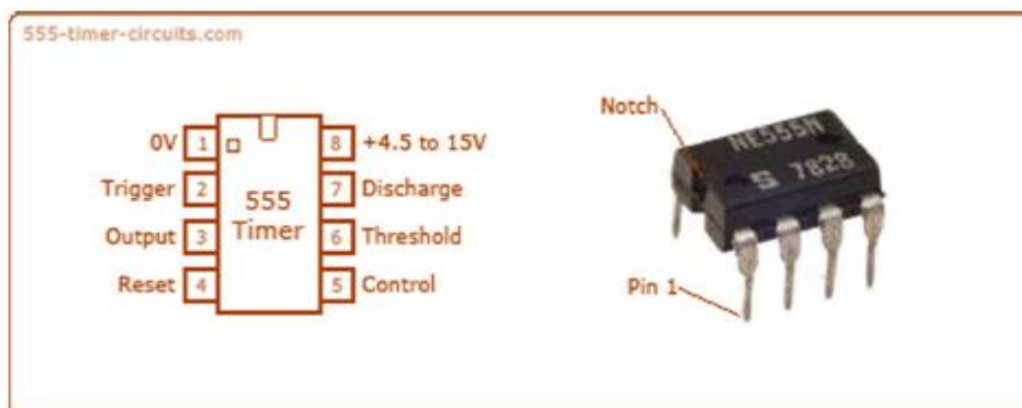 555-timer-circuits.com
0V 1 8 +4.5 to 15V
Trigger 2 7 Discharge
555
Timer
Output 3 6 Threshold
Reset 4 5 Control
Notch
NE555N
S 7828
Pin 1